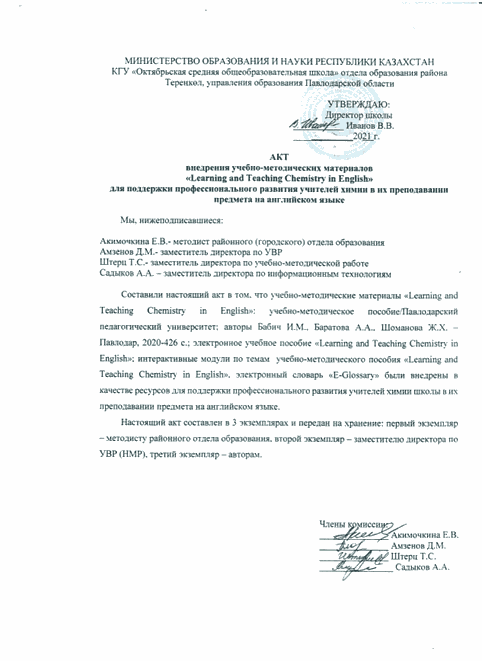 МИНИСТЕРСТВО ОБРАЗОВАНИЯ И НАУКИ РЕСПУБЛИКИ КАЗАХСТАН
КГУ «Октябрьская средняя общеобразовательная школа» отдела образования района
Теренкол, управления образования Павлодарской области
УТВЕРЖДАЮ:
Директор школы
Иванов В.В.
2021 г.
АКТ
внедрения учебно-методических материалов
«Learning and Teaching Chemistry in English»
для поддержки профессионального развития учителей химии в их преподавании
предмета на английском языке
Мы, нижеподписавшиеся:
Акимочкина Е.В.- методист районного (городского) отдела образования
Амзенов Д.М.- заместитель директора по УВР
Штерц Т.С.- заместитель директора по учебно-методической работе
Садыков А.А. – заместитель директора по информационным технологиям
Составили настоящий акт в том, что учебно-методические материалы «Learning and
Teaching Chemistry in English»: учебно-методическое пособие/Павлодарский
педагогический университет; авторы Бабич И.М., Баратова А.А., Шоманова Ж.Х. –
Павлодар, 2020-426 с.; электронное учебное пособие «Learning and Teaching Chemistry in
English»; интерактивные модули по темам учебно-методического пособия «Learning and
Teaching Chemistry in English», электронный словарь «E-Glossary» были внедрены в
качестве ресурсов для поддержки профессионального развития учителей химии школы в их
преподавании предмета на английском языке.
Настоящий акт составлен в 3 экземплярах и передан на хранение: первый экземпляр
– методисту районного отдела образования, второй экземпляр – заместителю директора по
УВР (НМР), третий экземпляр – авторам.
Члены комиссии:
Акимочкина Е.В.
Амзенов Д.М.
Штерц Т.С.
Садыков А.А.